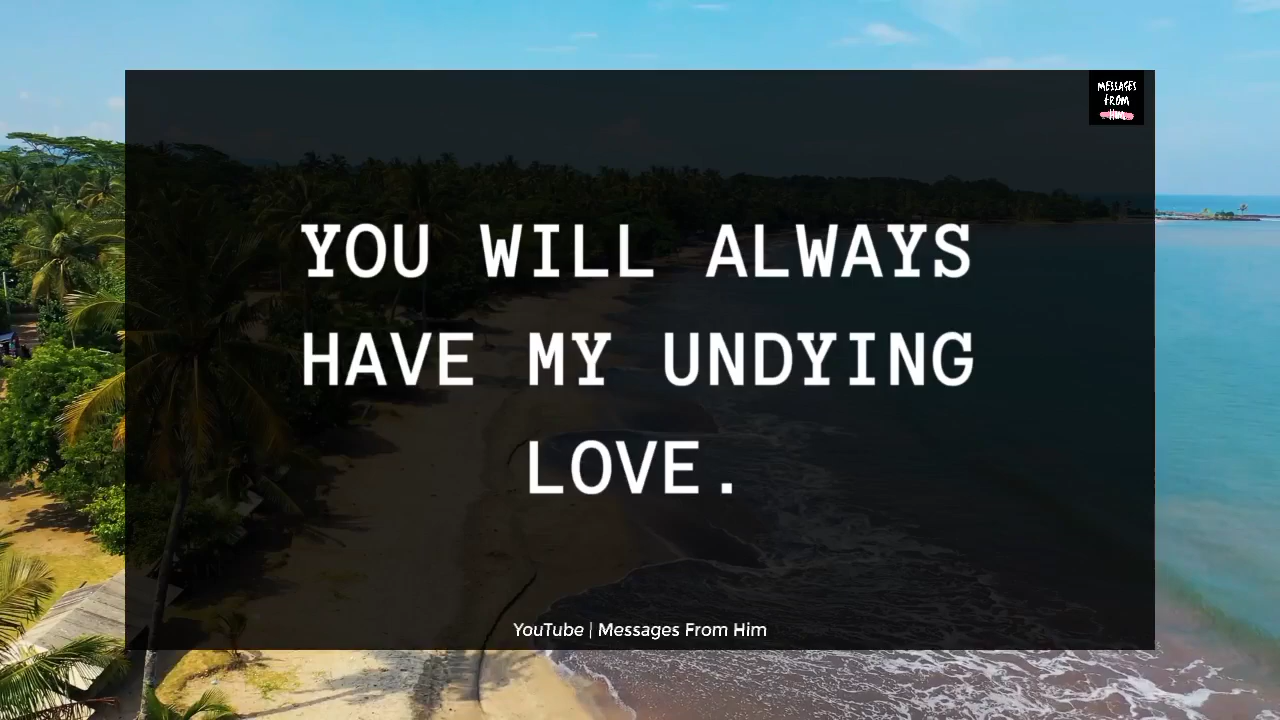 MESSAGES
FROM
HIM
YOU WILL ALWAYS
HAVE MY UNDYING
LOVE.
YouTube | Messages From Him